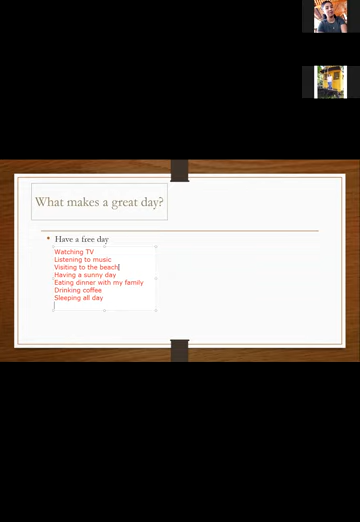 What makes a great day?
Have a free day
Watching TV
Listening to music
Visiting to the beach
Having a sunny day
Eating dinner with my family
Drinking coffee
Sleeping all day